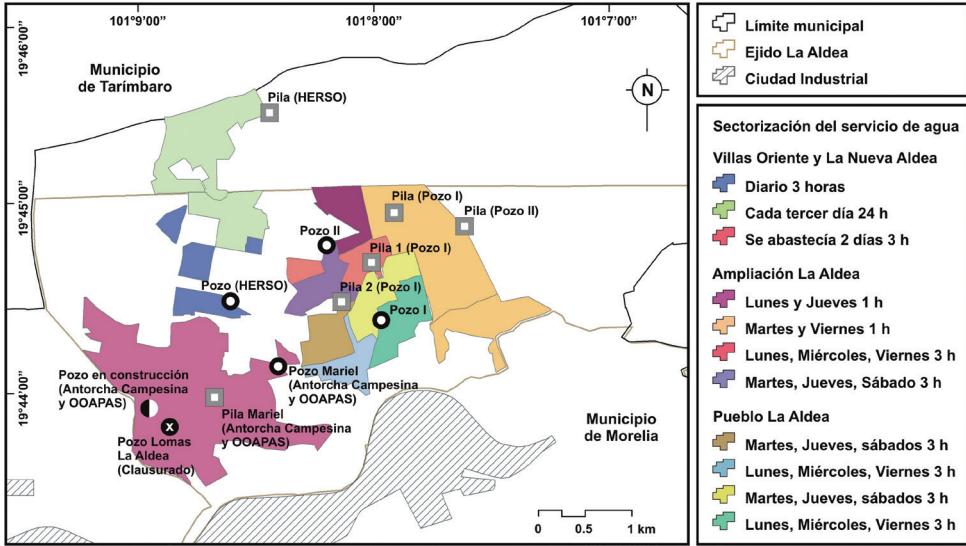 101°9'0"
101°8'0"
101°7'0"
19°46'0"
19°45'0"
19°44'0"
Municipio
de Tarímbaro
Pila (HERSO)
N
Pila (Pozo I)
Pila (Pozo II)
Pozo II
Pila 1 (Pozo I)
Pozo (HERSO)
Pila 2 (Pozo I)
Pozo I
Pozo en construcción
(Antorcha Campesina
y OOAPAS)
Pozo Mariel
(Antorcha Campesina
y OOAPAS)
Pila Mariel
(Antorcha Campesina
y OOAPAS)
x
Pozo Lomas
La Aldea
(Clausurado)
Municipio
de Morelia
0 0.5 1 km
Límite municipal
Ejido La Aldea
Ciudad Industrial
Sectorización del servicio de agua
Villas Oriente y La Nueva Aldea
Diario 3 horas
Cada tercer día 24 h
Se abastecía 2 días 3 h
Ampliación La Aldea
Lunes y Jueves 1 h
Martes y Viernes 1 h
Lunes, Miércoles, Viernes 3 h
Martes, Jueves, Sábado 3 h
Pueblo La Aldea
Martes, Jueves, sábados 3 h
Lunes, Miércoles, Viernes 3 h
Martes, Jueves, sábados 3 h
Lunes, Miércoles, Viernes 3 h